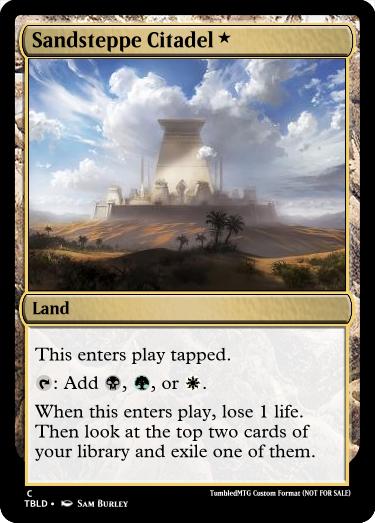 Sandsteppe Citadel ★
Land
This enters play tapped.
: Add , , or .
When this enters play, lose 1 life.
Then look at the top two cards of
your library and exile one of them.
C
TBLD • Sam Burley
TumbledMTG Custom Format (NOT FOR SALE)